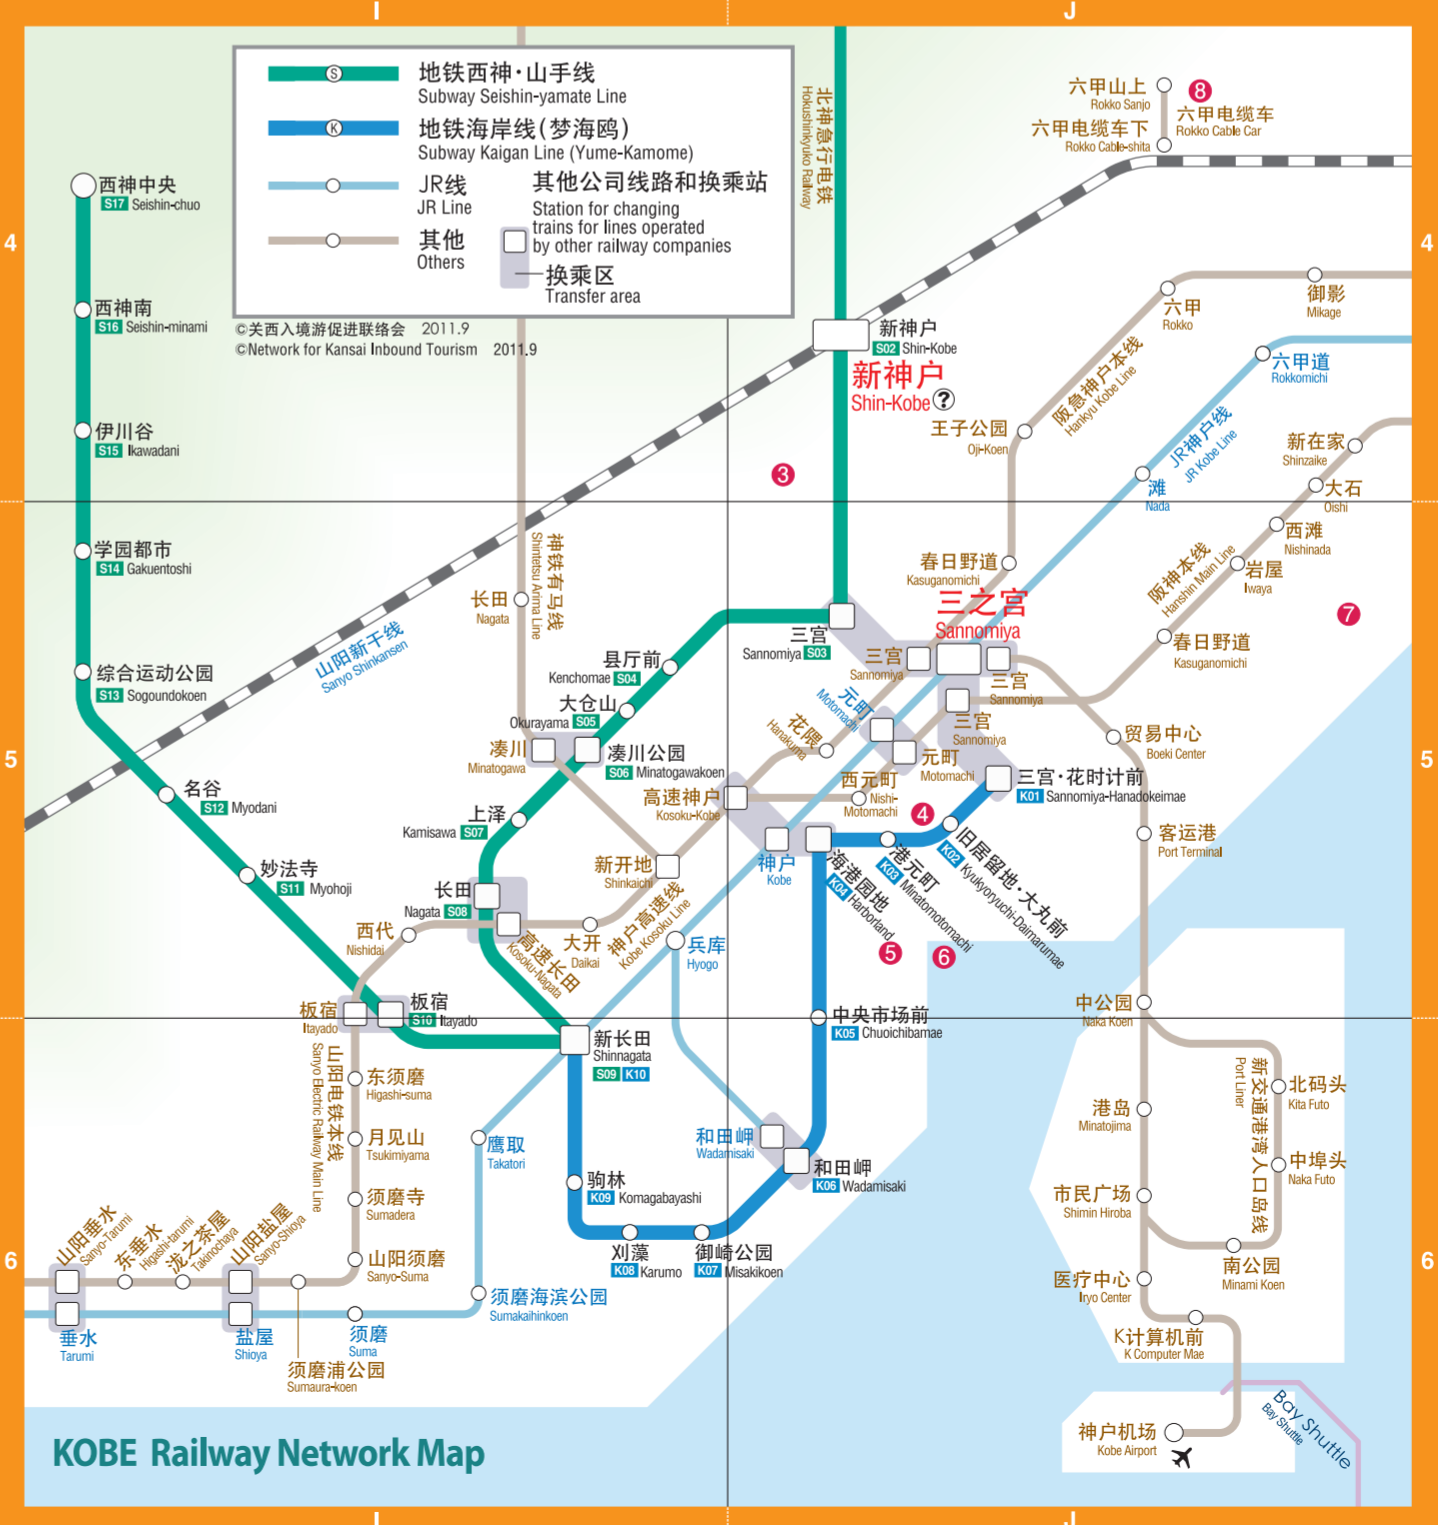 I
J
4
5
6
4
5
6
I
J
S
地铁西神·山手线
Subway Seishin-yamate Line
K
地铁海岸线(梦海鸥)
Subway Kaigan Line (Yume-Kamome)
JR线
JR Line
其他
Others
其他公司线路和换乘站
Station for changing
trains for lines operated
by other railway companies
换乘区
Transfer area
©关西入境游促进联络会 2011.9
©Network for Kansai Inbound Tourism 2011.9
北神急行电铁
Hokushinkyuko Railway
六甲山上
Rokko Sanjo
8
六甲电缆车
Rokko Cable Car
六甲电缆车下
Rokko Cable-shita
西神中央
S17 Seishin-chuo
西神南
S16 Seishin-minami
伊川谷
S15 Ikawadani
学园都市
S14 Gakuentoshi
综合运动公园
S13 Sogoundokoen
名谷
S12 Myodani
妙法寺
S11 Myohoji
板宿
Itayado
板宿
S10 Itayado
新神户
S02 Shin-Kobe
新神户
Shin-Kobe ?
3
御影
Mikage
六甲
Rokko
阪急神户本线
Hankyu Kobe Line
六甲道
Rokkomichi
王子公园
Oji-Koen
JR神户线
JR Kobe Line
新在家
Shinzaike
大石
Oishi
滩
Nada
西滩
Nishinada
岩屋
Iwaya
阪神本线
Hanshin Main Line
春日野道
Kasuganomichi
春日野道
Kasuganomichi
7
神铁有马线
Shintetsu Arima Line
长田
Nagata
山阳新干线
Sanyo Shinkansen
三之宫
Sannomiya
三宫
Sannomiya S03
三宫
Sannomiya
三宫
Sannomiya
三宫
Sannomiya
县厅前
Kenchomae S04
大仓山
Okurayama S05
凑川
Minatogawa
凑川公园
S06 Minatogawakoen
元町
Motomachi
花隈
Hanakuma
元町
Motomachi
西元町
Nishi-
Motomachi
高速神户
Kosoku-Kobe
贸易中心
Boeki Center
三宫·花时计前
K01 Sannomiya-Hanadokeimae
上泽
Kamisawa S07
4
旧居留地·大丸前
K02 Kyukyoryuchi-Daimarumae
港元町
K03 Minatomotomachi
海港园地
K04 Harborland
神户
Kobe
客运港
Port Terminal
新开地
Shinkaichi
长田
Nagata S08
高速长田
Kosoku-Nagata
大开
Daikai
神户高速线
Kobe Kosoku Line
西代
Nishidai
兵库
Hyogo
5
6
中公园
Naka Koen
中央市场前
K05 Chuoichibamae
新长田
Shinnagata
S09 K10
山阳电铁本线
Sanyo Electric Railway Main Line
东须磨
Higashi-suma
月见山
Tsukimiyama
须磨寺
Sumadera
山阳须磨
Sanyo-Suma
鹰取
Takatori
和田岬
Wadamisaki
和田岬
K06 Wadamisaki
驹林
K09 Komagabayashi
刈藻
K08 Karumo
御崎公园
K07 Misakikoen
港岛
Minatojima
新交通港湾人口岛线
Port Liner
北码头
Kita Futo
中埠头
Naka Futo
市民广场
Shimin Hiroba
南公园
Minami Koen
医疗中心
Iryo Center
K计算机前
K Computer Mae
山阳垂水
Sanyo-Tarumi
东垂水
Higashi-tarumi
泷之茶屋
Takinochaya
山阳盐屋
Sanyo-Shioya
须磨海滨公园
Sumakaihinkoen
垂水
Tarumi
盐屋
Shioya
须磨
Suma
须磨浦公园
Sumaura-koen
神户机场
Kobe Airport
Bay Shuttle
Bay Shuttle
KOBE Railway Network Map